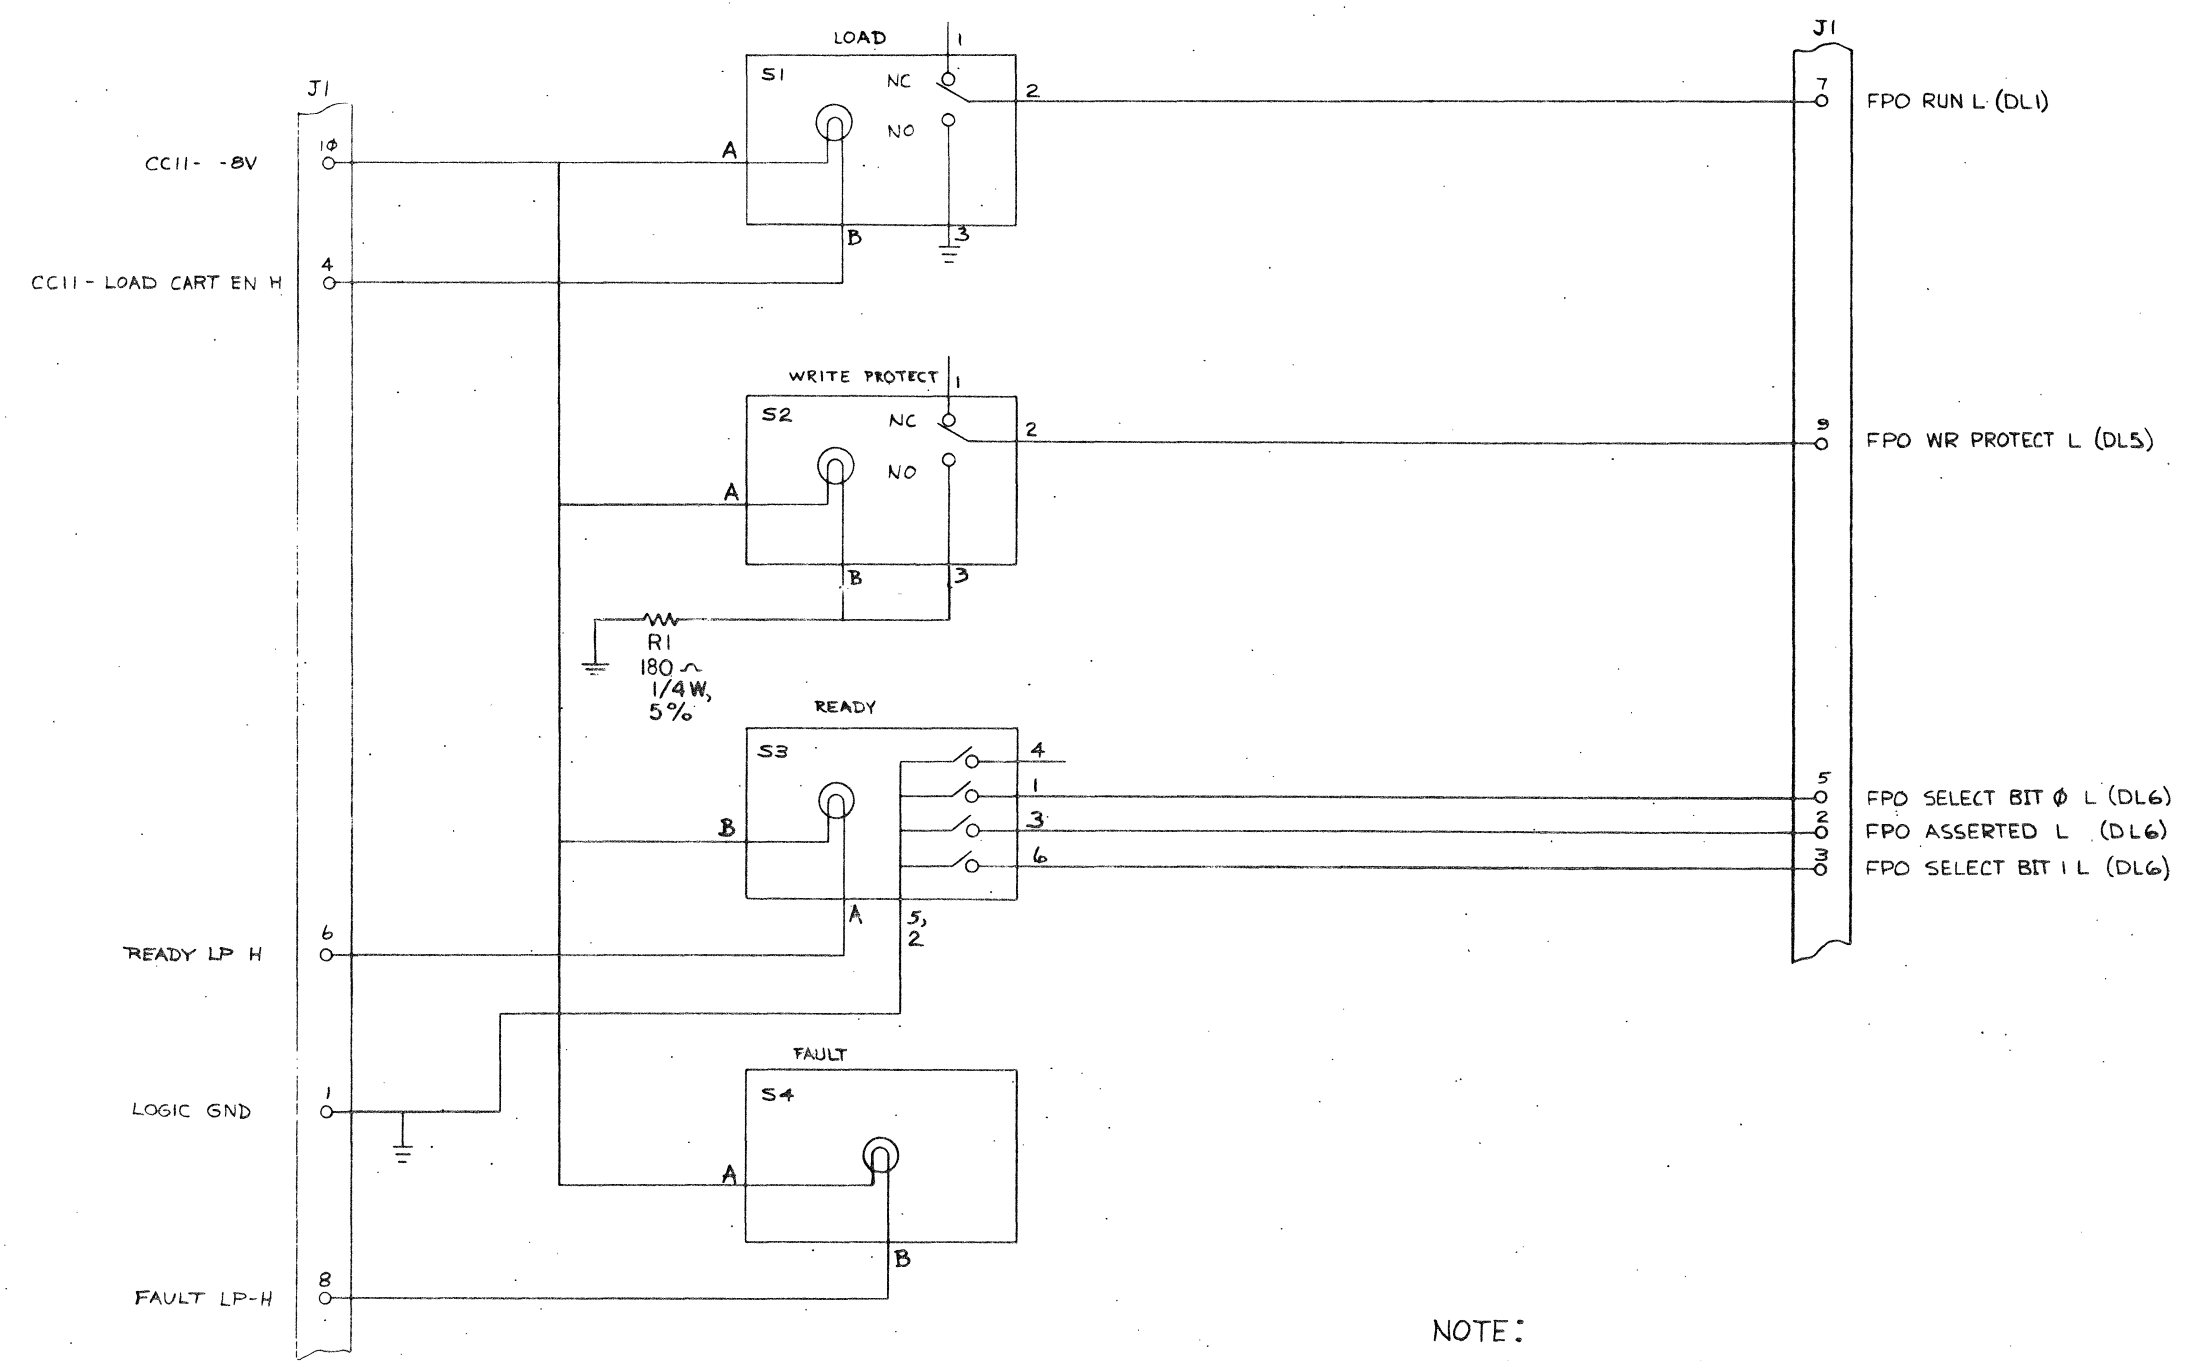 J1
LOAD
1
S1
NC
NO
2
A
B
3
7
FPO RUN L (DL1)
J1
10
CC11- -8V
4
CC11-LOAD CART EN H
WRITE PROTECT
1
S2
NC
NO
2
A
B
3
9
FPO WR PROTECT L (DL5)
R1
180 Ω
1/4W,
5%
READY
S3
4
1
3
6
B
A
5,
2
5
FPO SELECT BIT Ø L (DL6)
2
FPO ASSERTED L (DL6)
3
FPO SELECT BIT 1 L (DL6)
6
READY LP H
1
LOGIC GND
FAULT
S4
A
B
8
FAULT LP-H
NOTE: